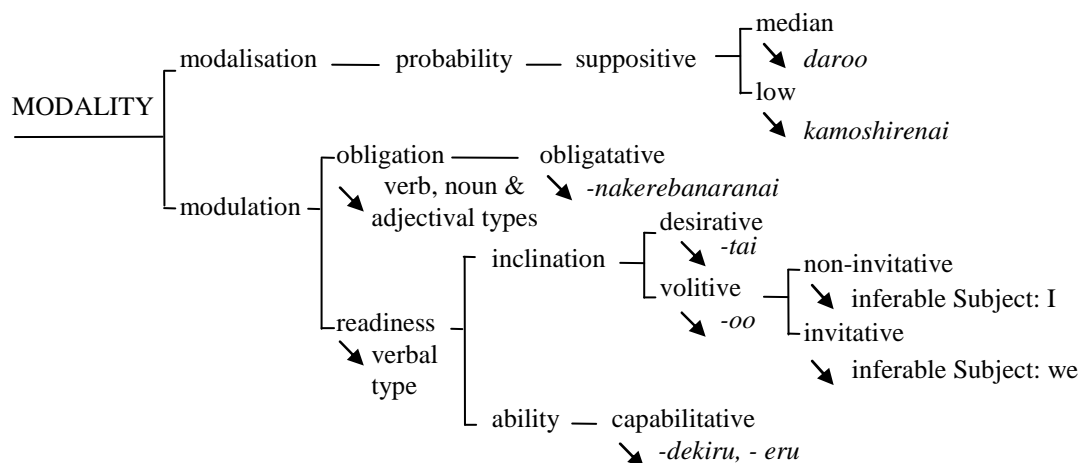 median
modalisation
probability
suppositive
daroo
MODALITY
low
kamoshirenai
obligation
obligatative
verb, noun &
-nakerebanaranai
modulation
adjectival types
desirative
-tai
inclination
non-invitative
volitive
inferable Subject: I
readiness
-oo
invitative
verbal
type
inferable Subject: we
ability
capabilitative
-dekiru, - eru